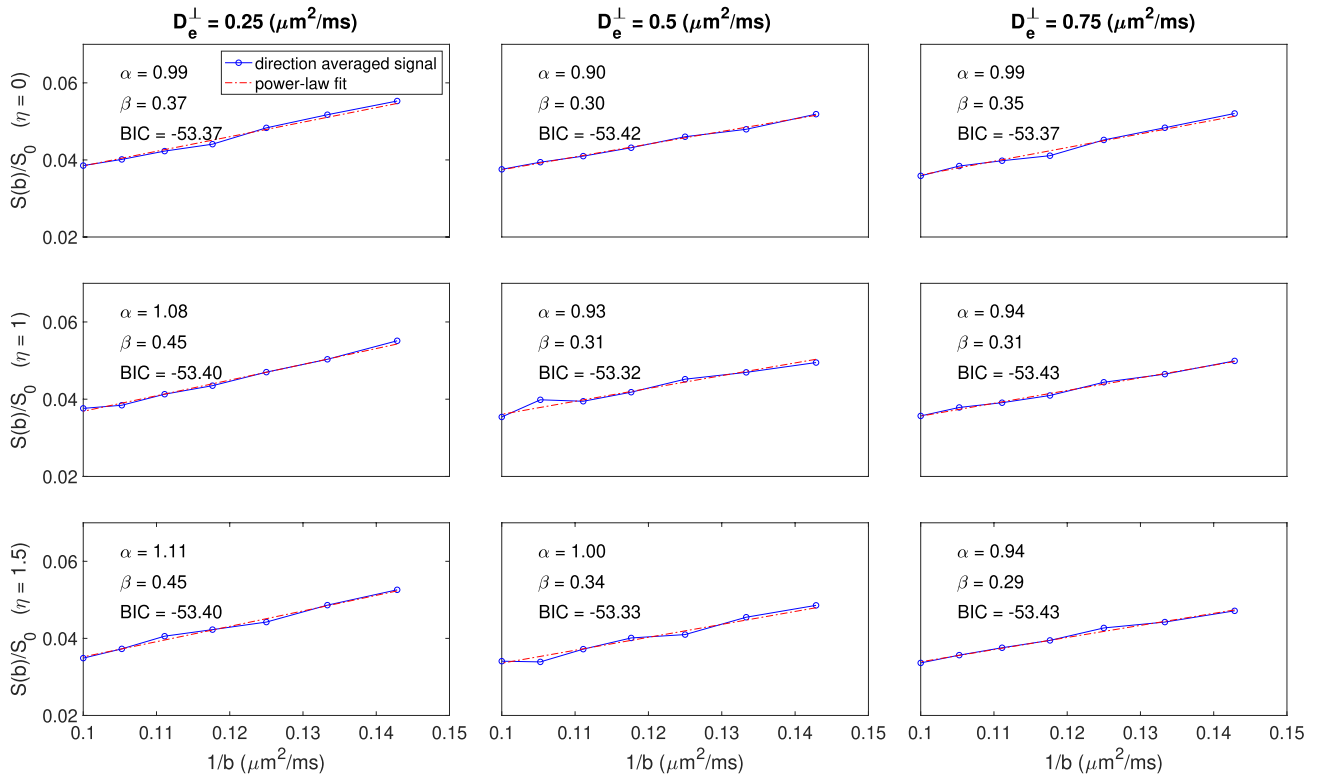 D_e^⊥ = 0.25 (μm²/ms)
D_e^⊥ = 0.5 (μm²/ms)
D_e^⊥ = 0.75 (μm²/ms)
S(b)/S₀ (η = 0)
0.06
0.04
0.02
α = 0.99
β = 0.37
BIC = -53.37
direction averaged signal
power-law fit
α = 0.90
β = 0.30
BIC = -53.42
α = 0.99
β = 0.35
BIC = -53.37
S(b)/S₀ (η = 1)
0.06
0.04
0.02
α = 1.08
β = 0.45
BIC = -53.40
α = 0.93
β = 0.31
BIC = -53.32
α = 0.94
β = 0.31
BIC = -53.43
S(b)/S₀ (η = 1.5)
0.06
0.04
0.02
α = 1.11
β = 0.45
BIC = -53.40
α = 1.00
β = 0.34
BIC = -53.33
α = 0.94
β = 0.29
BIC = -53.43
0.1 0.11 0.12 0.13 0.14 0.15
0.1 0.11 0.12 0.13 0.14 0.15
0.1 0.11 0.12 0.13 0.14 0.15
1/b (μm²/ms)
1/b (μm²/ms)
1/b (μm²/ms)